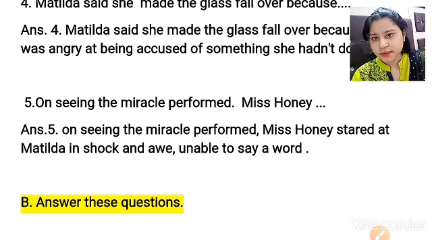 4. Matilda said she made the glass fall over because....
Ans. 4. Matilda said she made the glass fall over
was angry at being accused of something she hadn't
5.On seeing the miracle performed. Miss Honey ...
Ans.5. on seeing the miracle performed, Miss Honey stared at
Matilda in shock and awe, unable to say a word .
B. Answer these questions.